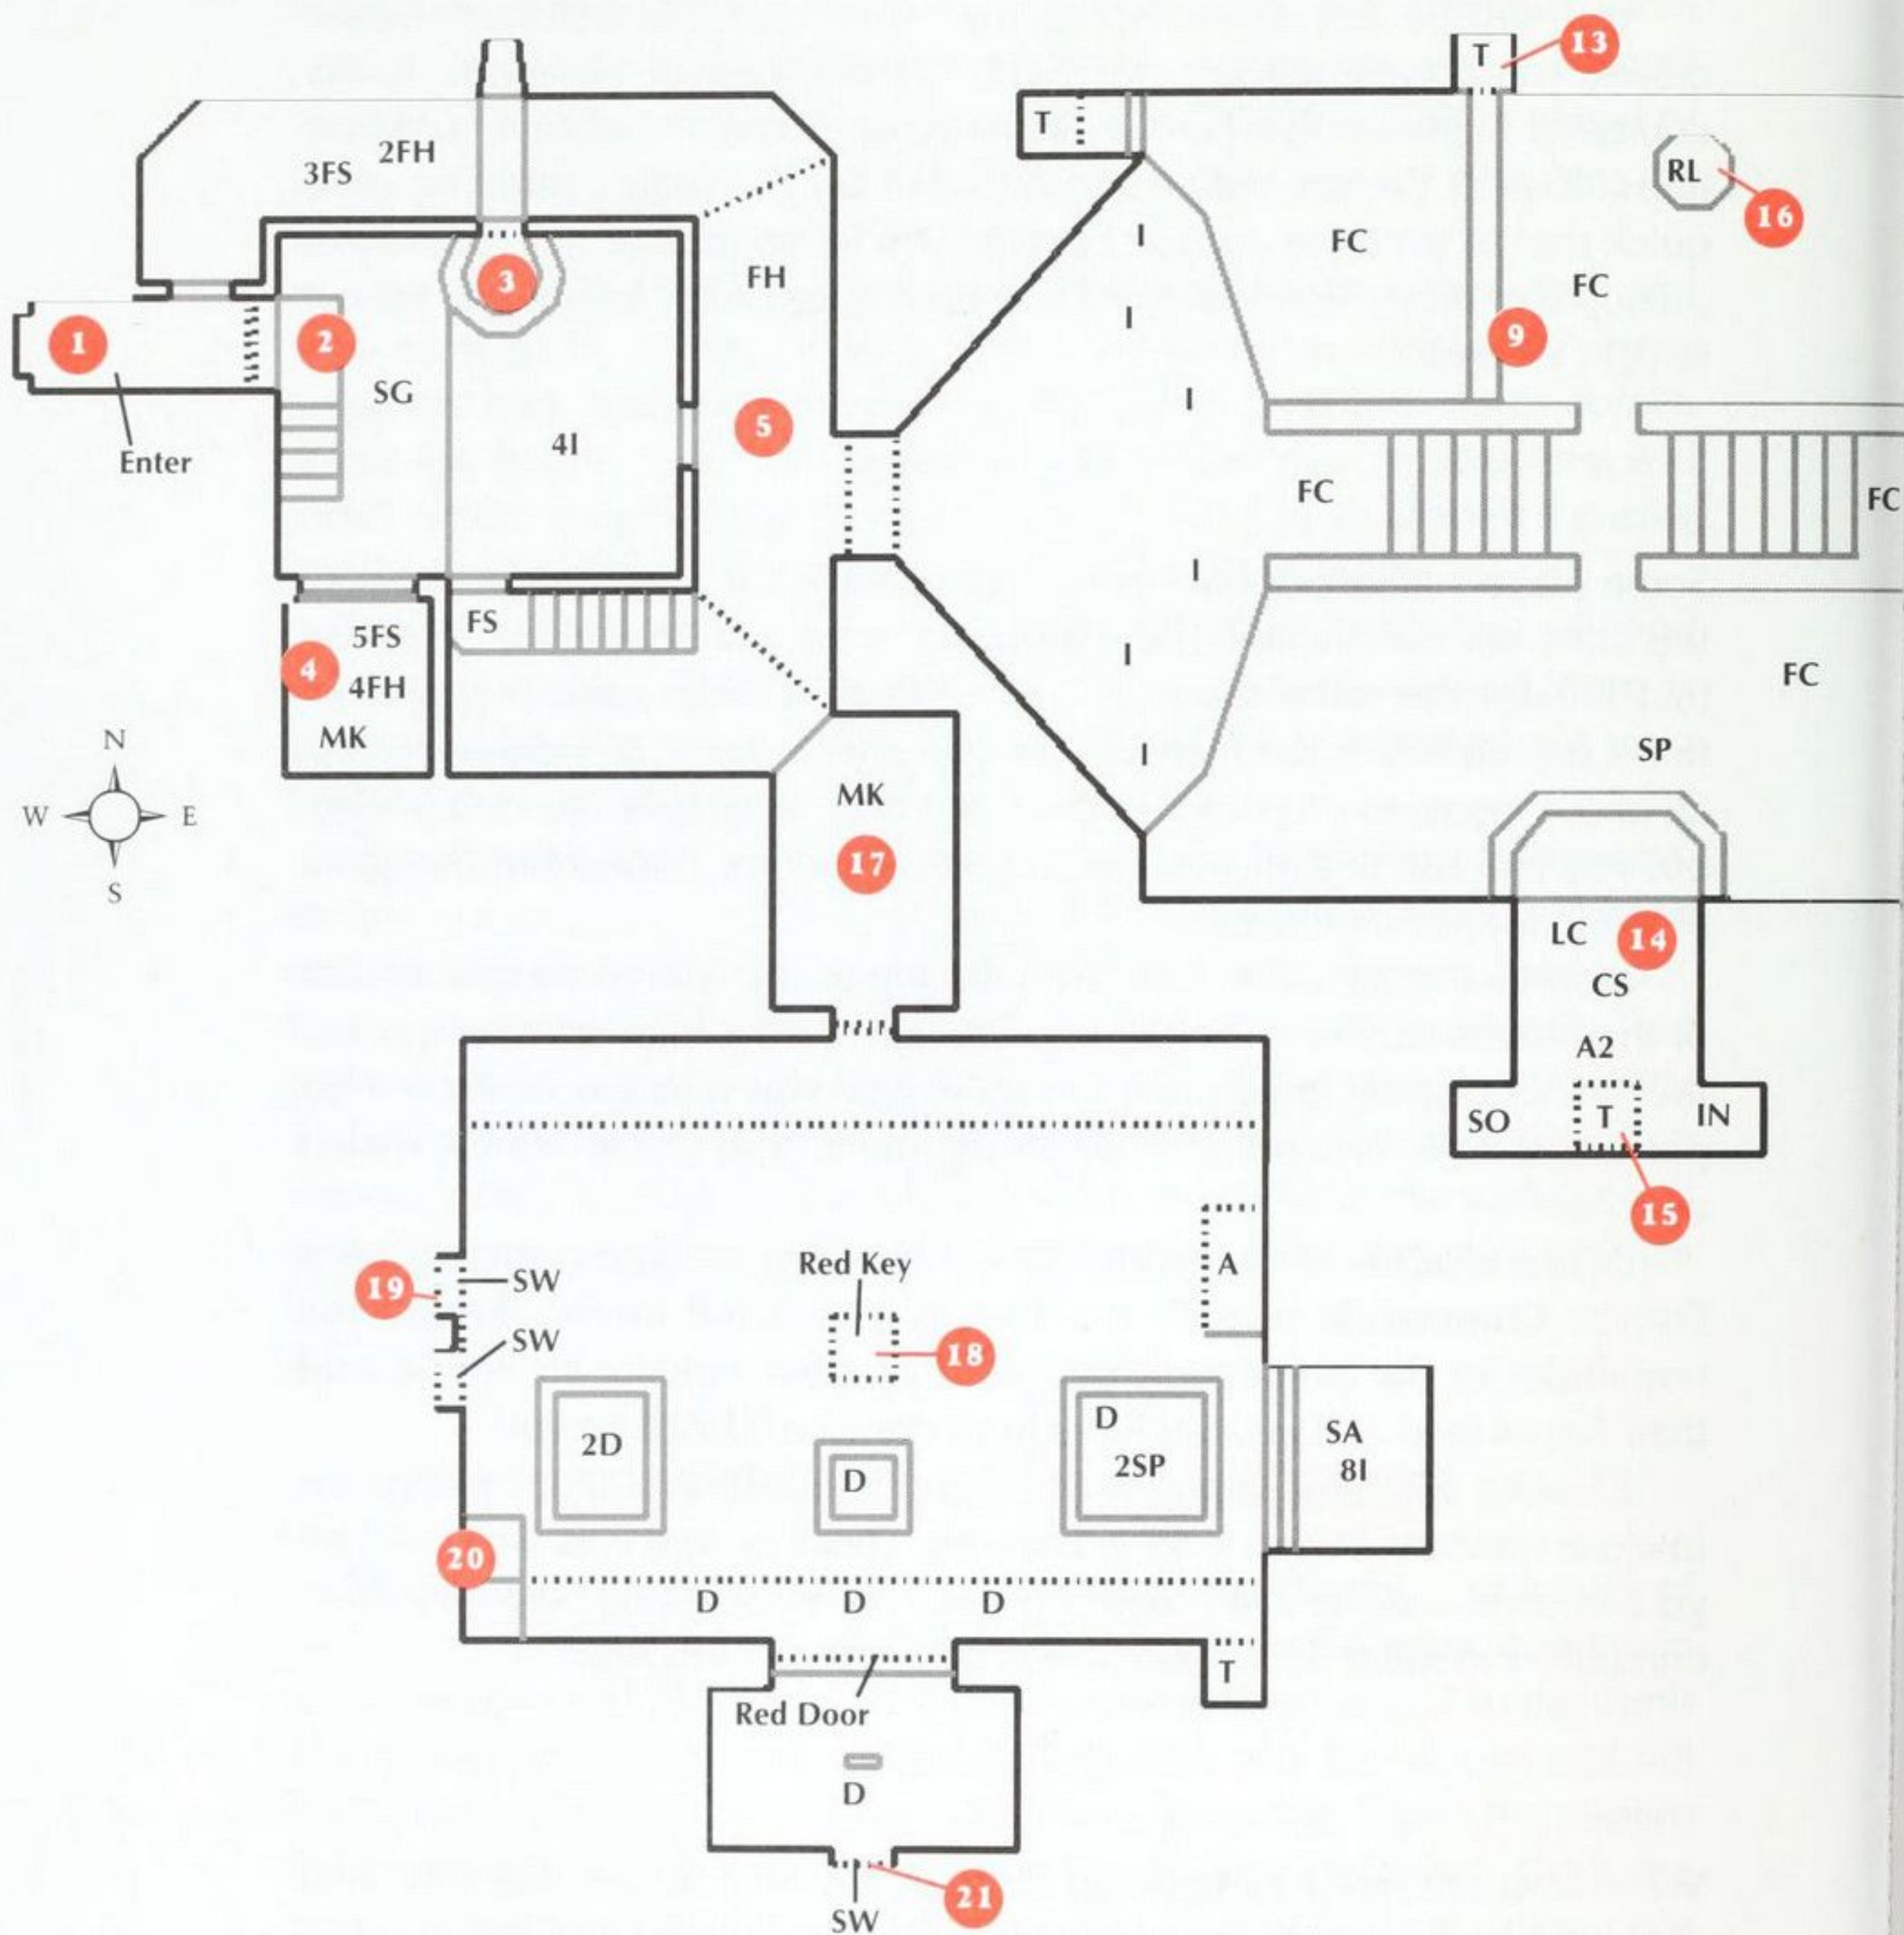 T
13
T
RL
16
3FS
2FH
FH
3
I
FC
FC
1
2
SG
5
I
9
I
4I
Enter
FC
FC
I
5FS
FS
4
4FH
I
FC
MK
N
W
E
S
SP
I
MK
17
LC
14
CS
A2
SO
T
IN
15
Red Key
A
19
SW
SW
18
2D
D
D
2SP
SA
8I
20
D
D
D
T
Red Door
D
21
SW